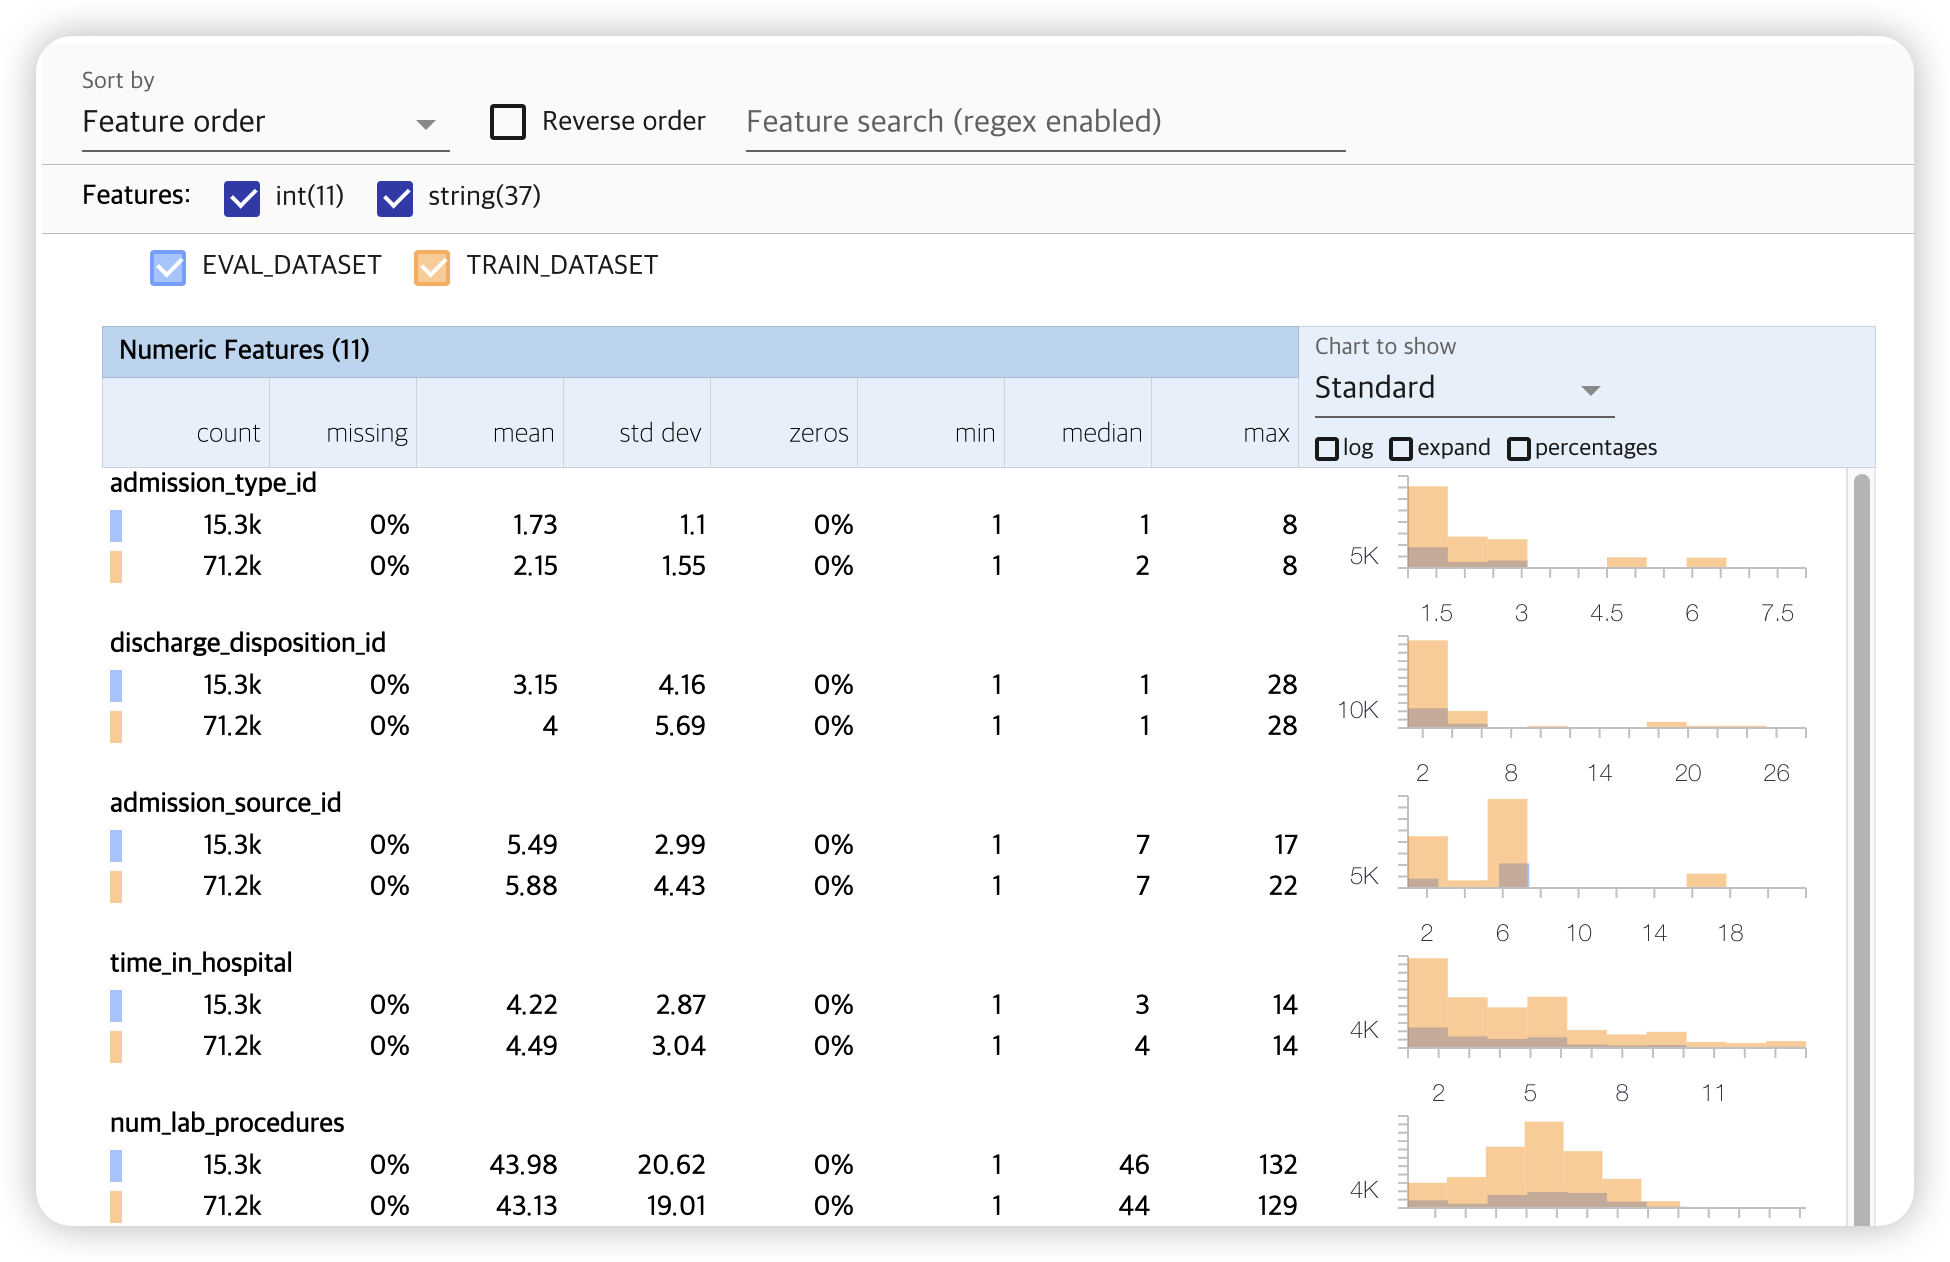 Sort by
Feature order Reverse order Feature search (regex enabled)
Features: int(11) string(37)
EVAL_DATASET TRAIN_DATASET
Numeric Features (11) Chart to show
Standard
count missing mean std dev zeros min median max
log expand percentages
admission_type_id
15.3k 0% 1.73 1.1 0% 1 1 8
71.2k 0% 2.15 1.55 0% 1 2 8
5K
1.5 3 4.5 6 7.5
discharge_disposition_id
15.3k 0% 3.15 4.16 0% 1 1 28
71.2k 0% 4 5.69 0% 1 1 28
10K
2 8 14 20 26
admission_source_id
15.3k 0% 5.49 2.99 0% 1 7 17
71.2k 0% 5.88 4.43 0% 1 7 22
5K
2 6 10 14 18
time_in_hospital
15.3k 0% 4.22 2.87 0% 1 3 14
71.2k 0% 4.49 3.04 0% 1 4 14
4K
2 5 8 11
num_lab_procedures
15.3k 0% 43.98 20.62 0% 1 46 132
71.2k 0% 43.13 19.01 0% 1 44 129
4K